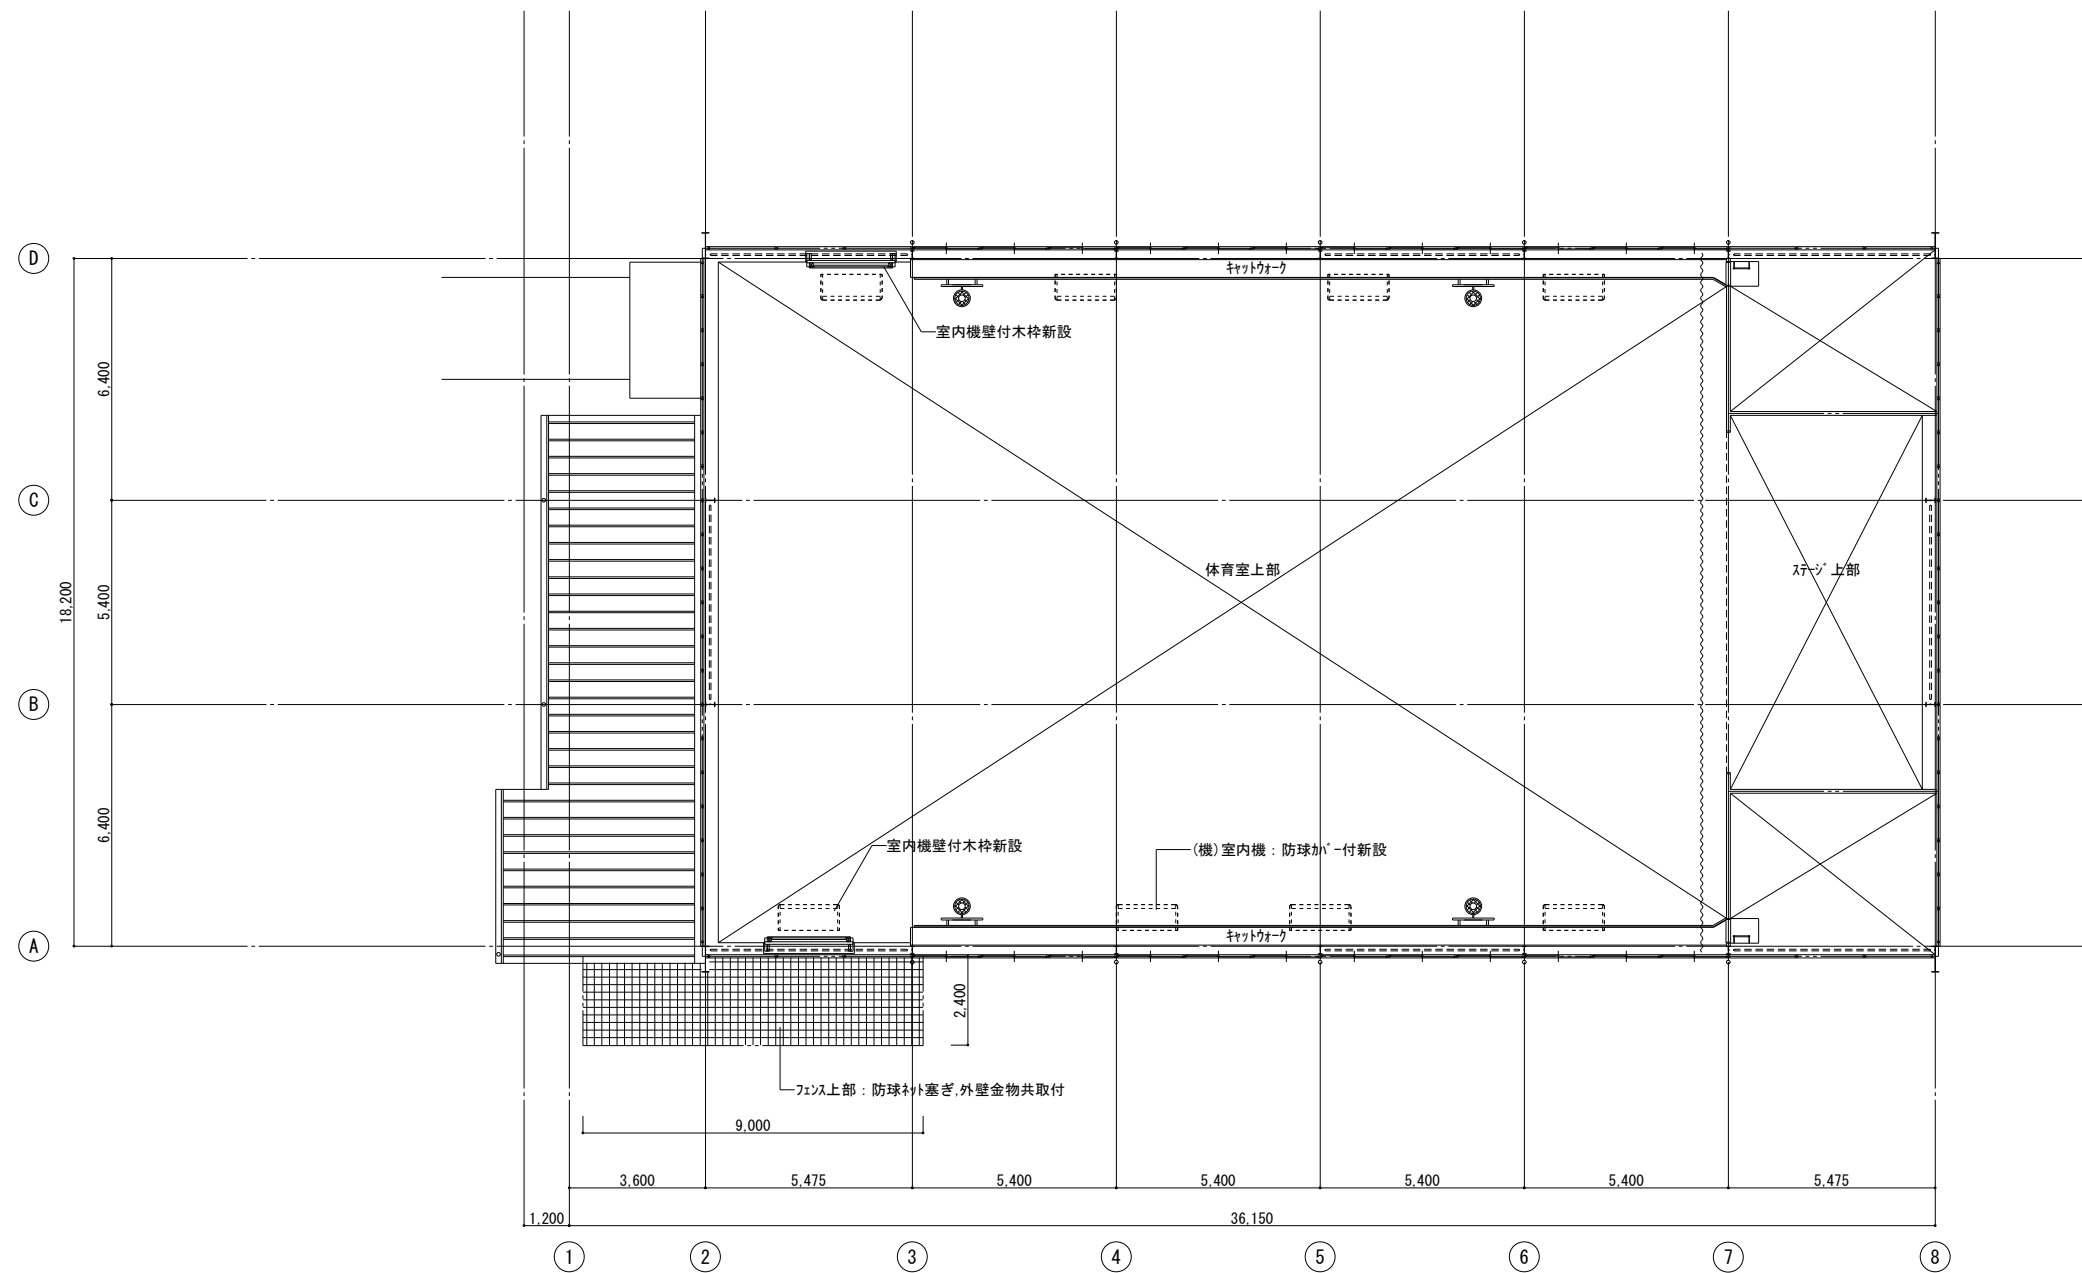 D
キャットウォーク
室内機壁付木枠新設
6,400
C
体育室上部
ステージ上部
18,200
5,400
B
6,400
室内機壁付木枠新設
(機)室内機：防球カバー付新設
A
キャットウォーク
2,400
フェンス上部：防球ネット塞ぎ,外壁金物共取付
9,000
3,600
5,475
5,400
5,400
5,400
5,400
5,475
1,200
36,150
1
2
3
4
5
6
7
8